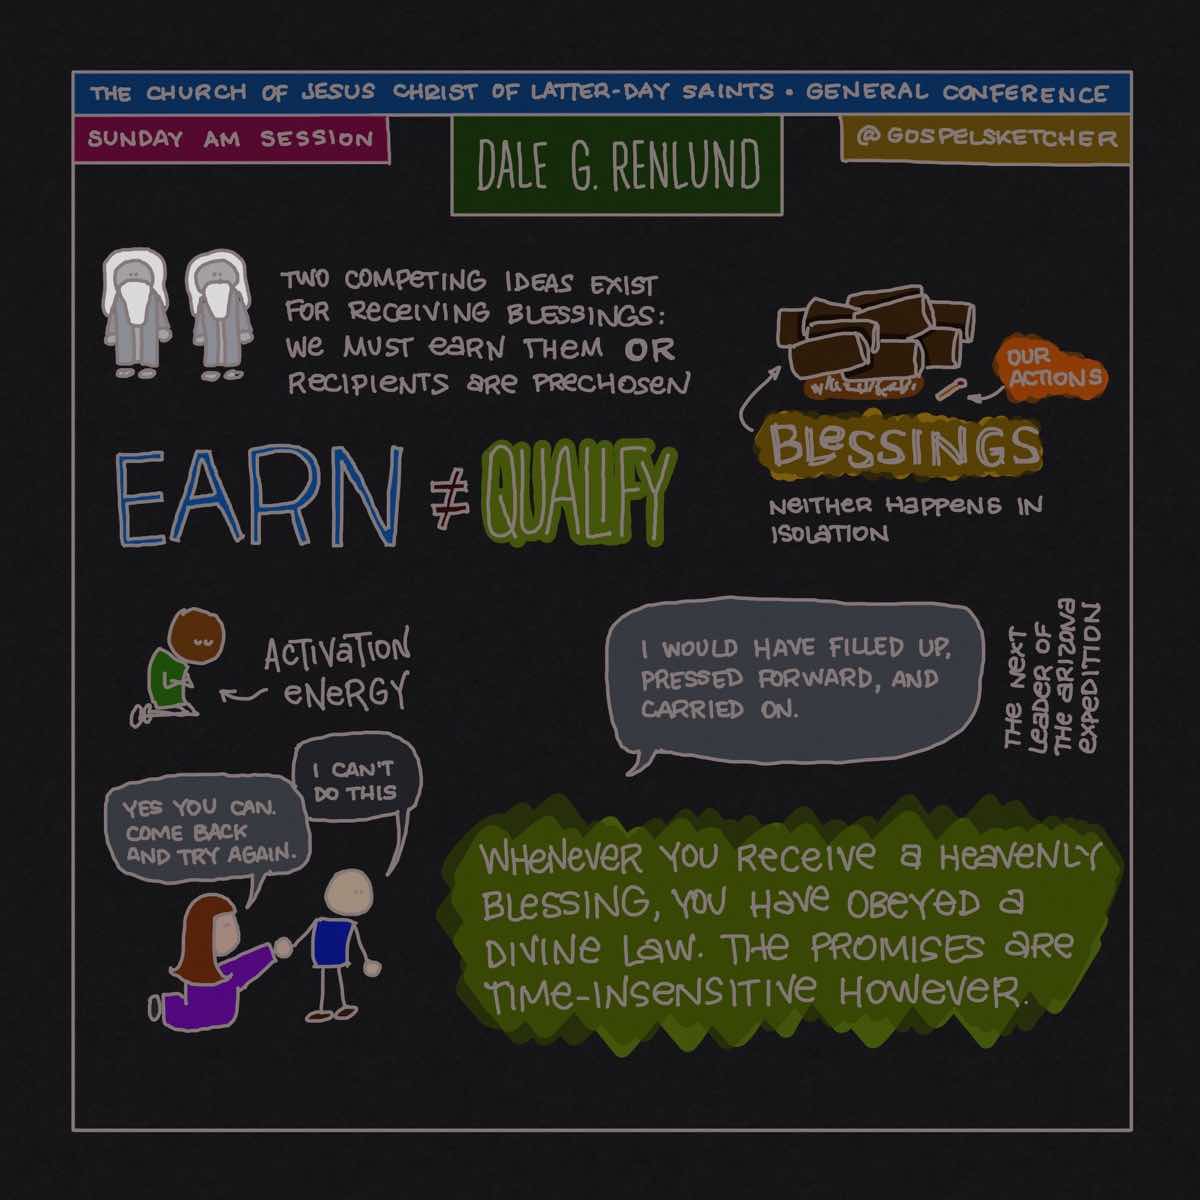 THE CHURCH OF JESUS CHRIST OF LATTER-DAY SAINTS • GENERAL CONFERENCE
SUNDAY AM SESSION
DALE G. RENLUND
@GOSPELSKETCHER
TWO COMPETING IDEAS EXIST
FOR RECEIVING BLESSINGS:
WE MUST EARN THEM OR
RECIPIENTS ARE PRECHOSEN
OUR
ACTIONS
BLESSINGS
NEITHER HAPPENS IN
ISOLATION
EARN ≠ QUALIFY
ACTIVATION
ENERGY
I WOULD HAVE FILLED UP,
PRESSED FORWARD, AND
CARRIED ON.
THE NEXT
LEADER OF
THE ARIZONA
EXPEDITION
I CAN'T
DO THIS
YES YOU CAN.
COME BACK
AND TRY AGAIN.
WHENEVER YOU RECEIVE A HEAVENLY
BLESSING, YOU HAVE OBEYED A
DIVINE LAW. THE PROMISES ARE
TIME-INSENSITIVE HOWEVER.